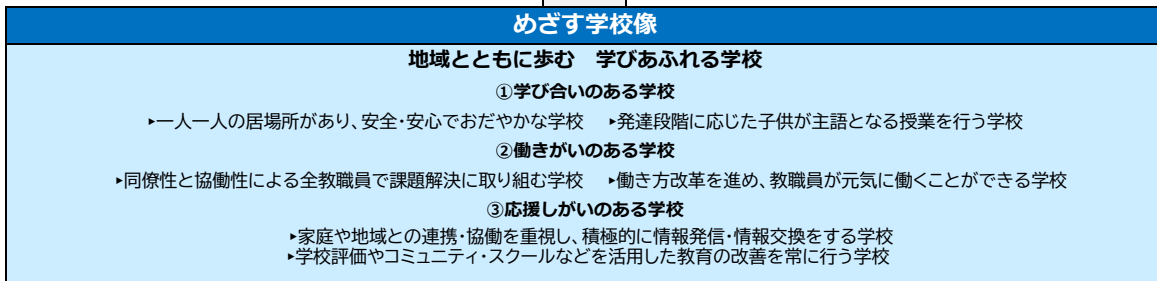 めざす学校像
地域とともに歩む　学びあふれる学校
①学び合いのある学校
▸一人一人の居場所があり、安全・安心でおだやかな学校　▸発達段階に応じた子供が主語となる授業を行う学校
②働きがいのある学校
▸同僚性と協働性による全教職員で課題解決に取り組む学校　▸働き方改革を進め、教職員が元気に働くことができる学校
③応援しがいのある学校
▸家庭や地域との連携・協働を重視し、積極的に情報発信・情報交換をする学校
▸学校評価やコミュニティ・スクールなどを活用した教育の改善を常に行う学校